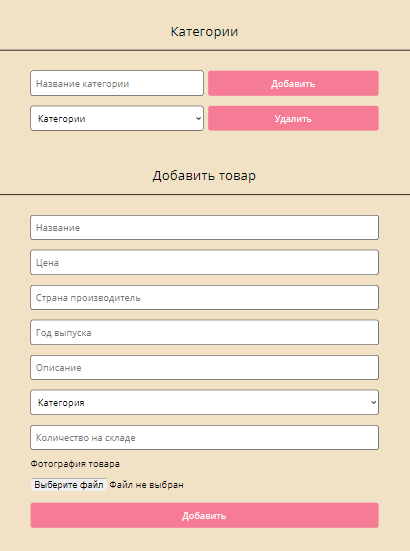 Категории
Название категории
Добавить
Категории
Удалить
Добавить товар
Название
Цена
Страна производитель
Год выпуска
Описание
Категория
Количество на складе
Фотография товара
Выберите файл Файл не выбран
Добавить